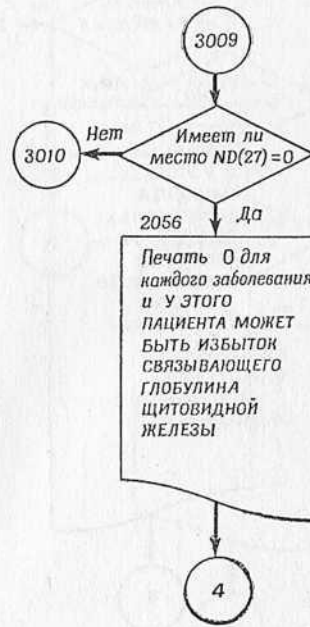 3009
Нет
3010
Имеет ли
место ND(27)=0
Да
2056
Печать 0 для
каждого заболевания
и У ЭТОГО
ПАЦИЕНТА МОЖЕТ
БЫТЬ ИЗБЫТОК
СВЯЗЫВАЮЩЕГО
ГЛОБУЛИНА
ЩИТОВИДНОЙ
ЖЕЛЕЗЫ
4